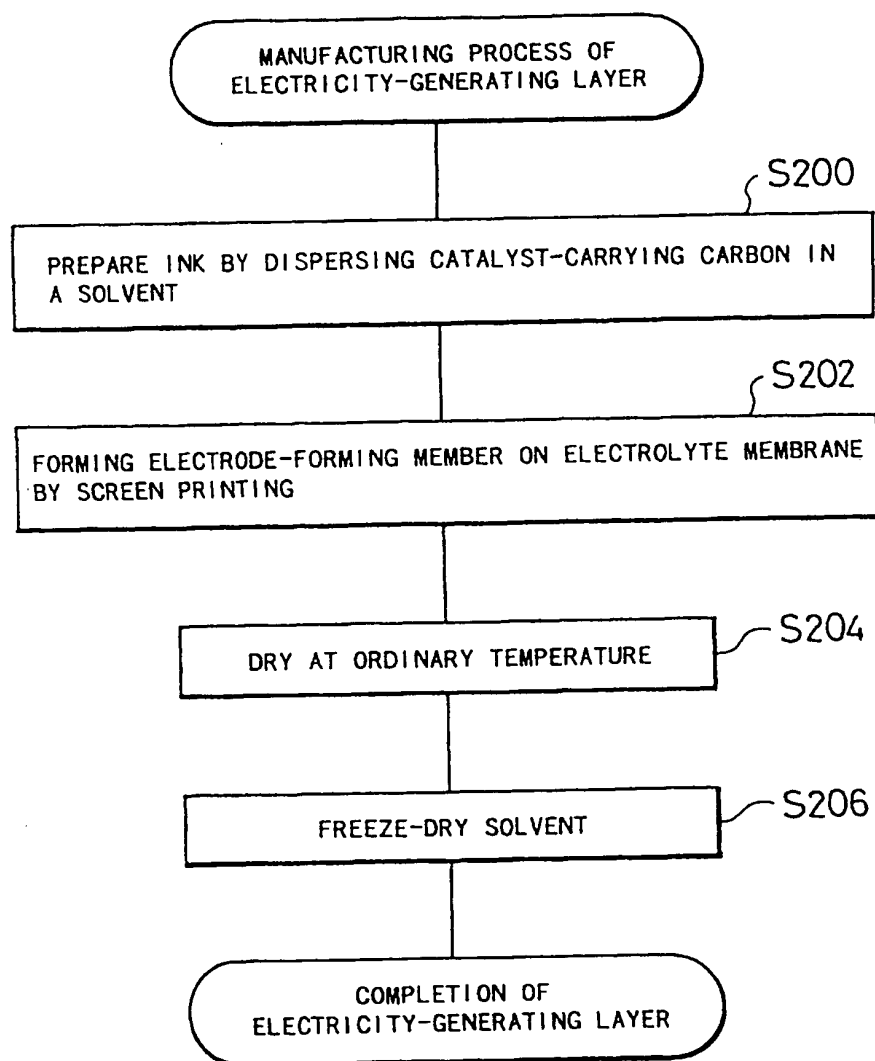 MANUFACTURING PROCESS OF
ELECTRICITY-GENERATING LAYER
S200
PREPARE INK BY DISPERSING CATALYST-CARRYING CARBON IN
A SOLVENT
S202
FORMING ELECTRODE-FORMING MEMBER ON ELECTROLYTE MEMBRANE
BY SCREEN PRINTING
S204
DRY AT ORDINARY TEMPERATURE
S206
FREEZE-DRY SOLVENT
COMPLETION OF
ELECTRICITY-GENERATING LAYER